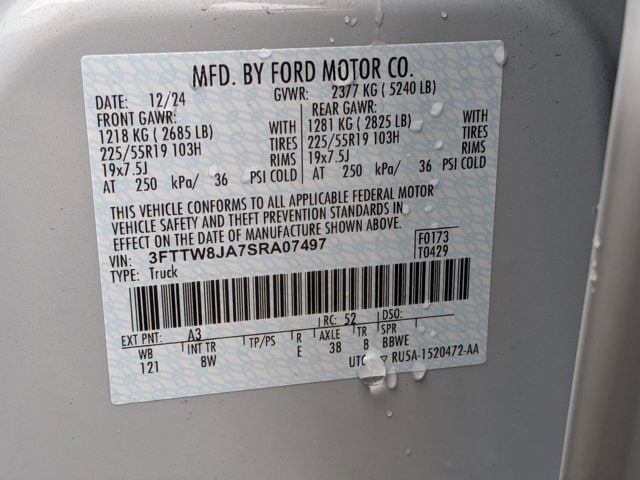 MFD. BY FORD MOTOR CO.
DATE: 12/24 GVWR: 2377 KG ( 5240 LB)
FRONT GAWR: REAR GAWR:
1218 KG ( 2685 LB) WITH 1281 KG ( 2825 LB) WITH
225/55R19 103H TIRES 225/55R19 103H TIRES
19x7.5J RIMS 19x7.5J RIMS
AT 250 kPa/ 36 PSI COLD AT 250 kPa/ 36 PSI COLD
THIS VEHICLE CONFORMS TO ALL APPLICABLE FEDERAL MOTOR
VEHICLE SAFETY AND THEFT PREVENTION STANDARDS IN
EFFECT ON THE DATE OF MANUFACTURE SHOWN ABOVE.
VIN: 3FTTW8JA7SRA07497 F0173
TYPE: Truck T0429
EXT PNT: A3 RC: 52 DSO:
WB INT TR TP/PS R AXLE TR SPR
121 8W E 38 8 BBWE
RU5A-1520472-AA